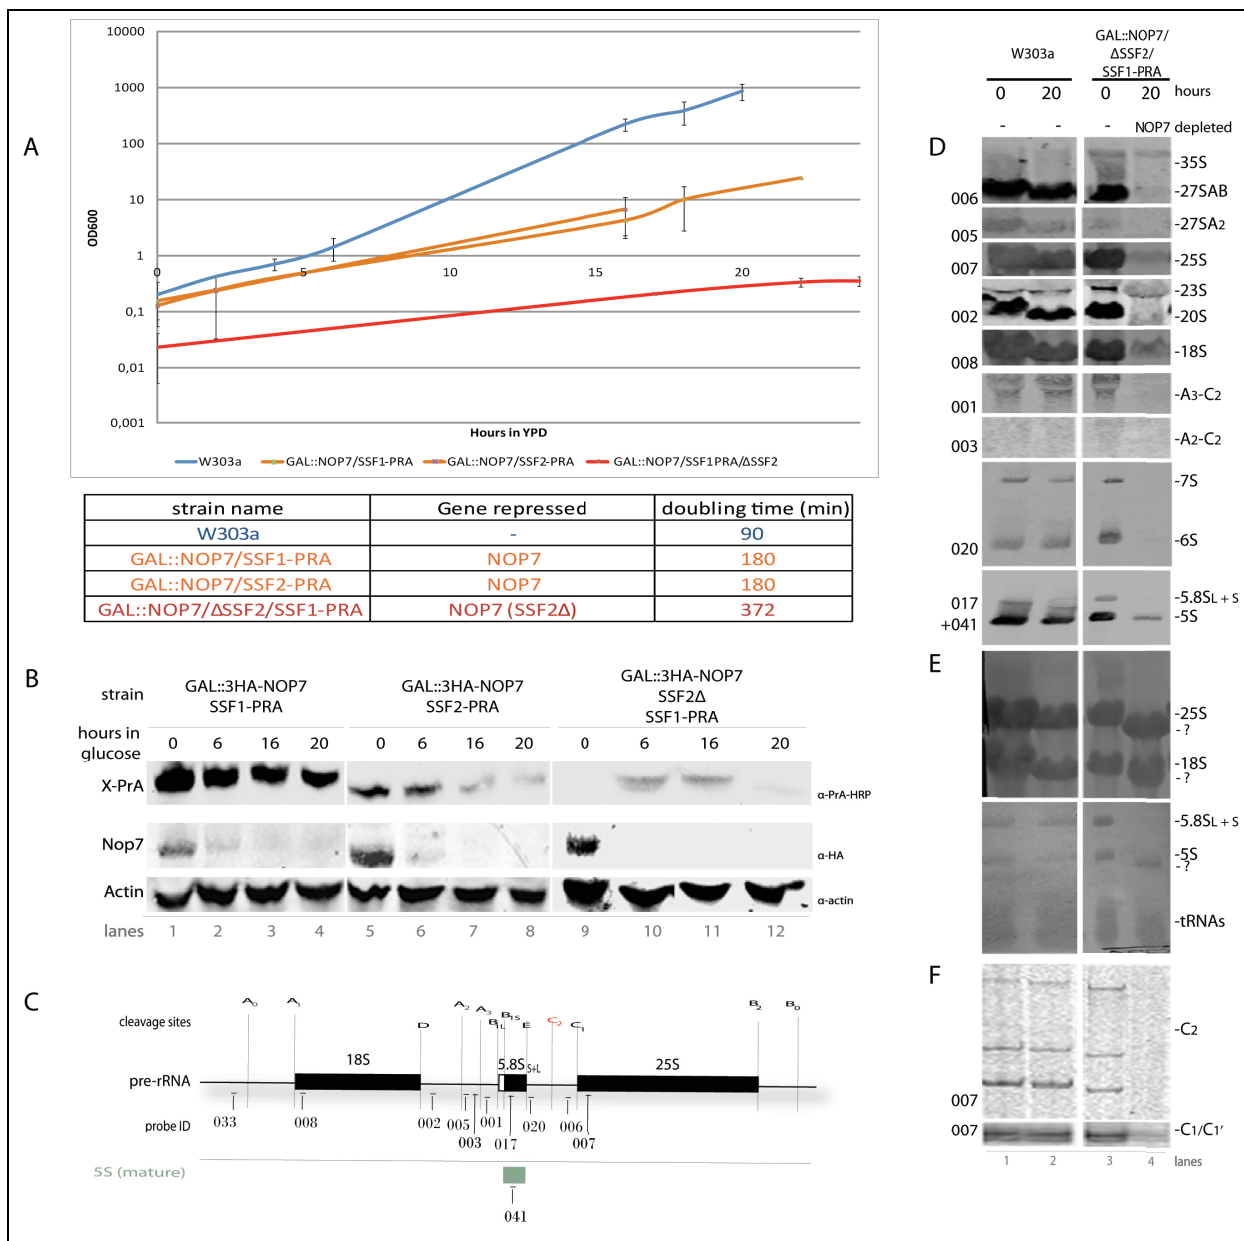 A
10000
1000
100
10
1
0,1
0,01
0,001
OD600
0 5 10 15 20
Hours in YPD
W303a GAL::NOP7/SSF1-PRA GAL::NOP7/SSF2-PRA GAL::NOP7/SSF1PRA/ΔSSF2
strain name Gene repressed doubling time (min)
W303a - 90
GAL::NOP7/SSF1-PRA NOP7 180
GAL::NOP7/SSF2-PRA NOP7 180
GAL::NOP7/ΔSSF2/SSF1-PRA NOP7 (SSF2Δ) 372
B
strain
GAL::3HA-NOP7
SSF1-PRA
GAL::3HA-NOP7
SSF2-PRA
GAL::3HA-NOP7
SSF2Δ
SSF1-PRA
hours in
glucose
0 6 16 20 0 6 16 20 0 6 16 20
X-PrA α-PrA-HRP
Nop7 α-HA
Actin α-actin
lanes 1 2 3 4 5 6 7 8 9 10 11 12
C
cleavage sites
A0 A1 D A2 A3 B1L B1S E C2 C1 B2 B0
pre-rRNA 18S 5.8S S+L 25S
probe ID 033 008 002 005 003 001 017 020 006 007
5S (mature)
041
W303a
GAL::NOP7/
ΔSSF2/
SSF1-PRA
0 20 0 20 hours
- - - NOP7 depleted
D
-35S
006 -27SAB
005 -27SA2
007 -25S
-23S
002 -20S
008 -18S
001 -A3-C2
003 -A2-C2
-7S
020 -6S
017 -5.8SL + S
+041 -5S
E
-25S
-?
-18S
-?
-5.8SL + S
-5S
-?
-tRNAs
F
-C2
007
007 -C1/C1'
1 2 3 4 lanes